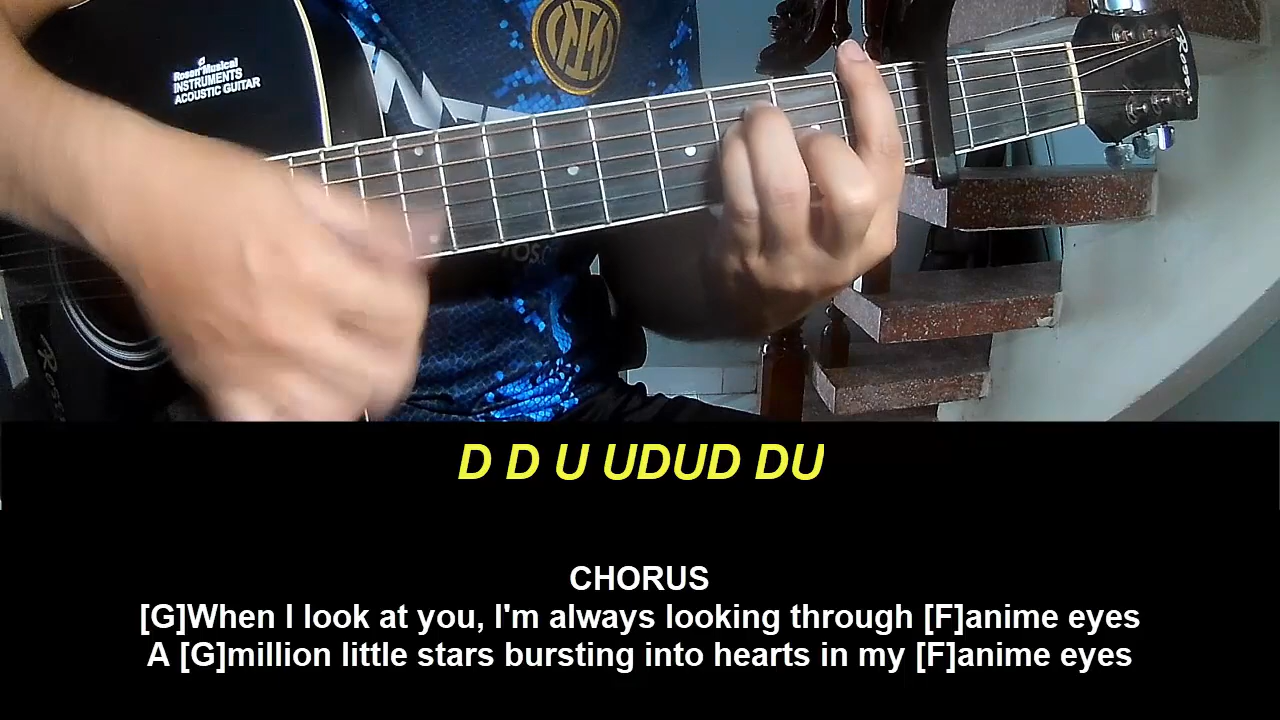 Rosen Musical
INSTRUMENTS
ACOUSTIC GUITAR
D D U UDUD DU
CHORUS
[G]When I look at you, I'm always looking through [F]anime eyes
A [G]million little stars bursting into hearts in my [F]anime eyes